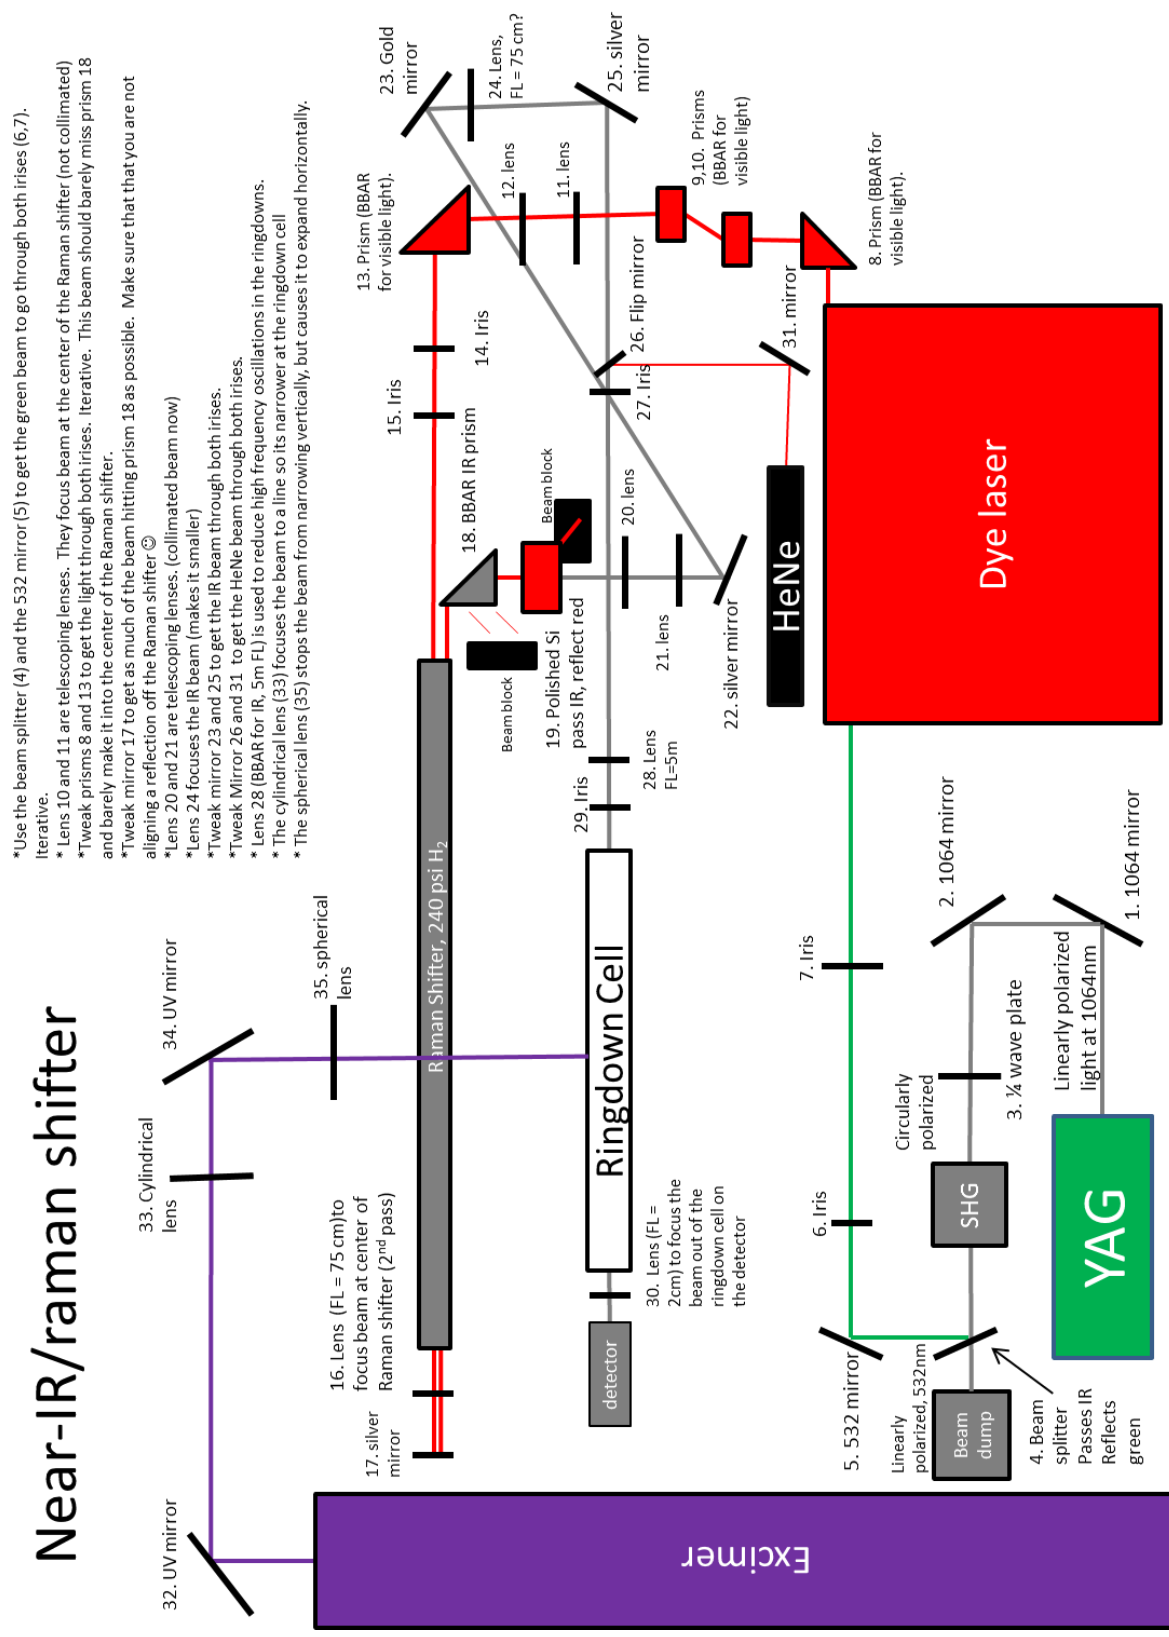 Near-IR/raman shifter
*Use the beam splitter (4) and the 532 mirror (5) to get the green beam to go through both irises (6,7).
Iterative.
* Lens 10 and 11 are telescoping lenses.  They focus beam at the center of the Raman shifter (not collimated)
*Tweak prisms 8 and 13 to get the light through both irises. Iterative.  This beam should barely miss prism 18
and barely make it into the center of the Raman shifter.
*Tweak mirror 17 to get as much of the beam hitting prism 18 as possible.  Make sure that that you are not
aligning a reflection off the Raman shifter ☺
*Lens 20 and 21 are telescoping lenses. (collimated beam now)
*Lens 24 focuses the IR beam (makes it smaller)
*Tweak mirror 23 and 25 to get the IR beam through both irises.
*Tweak Mirror 26 and 31 to get the HeNe beam through both irises.
* Lens 28 (BBAR for IR, 5m FL) is used to reduce high frequency oscillations in the ringdowns.
* The cylindrical lens (33) focuses the beam to a line so its narrower at the ringdown cell
* The spherical lens (35) stops the beam from narrowing vertically, but causes it to expand horizontally.
32. UV mirror
33. Cylindrical
lens
34. UV mirror
35. spherical
lens
16. Lens (FL = 75 cm)to
focus beam at center of
Raman shifter (2nd pass)
17. silver
mirror
Raman Shifter, 240 psi H2
15. Iris
14. Iris
13. Prism (BBAR
for visible light).
23. Gold
mirror
24. Lens,
FL = 75 cm?
25. silver
mirror
12. lens
11. lens
9,10. Prisms
(BBAR for
visible light)
8. Prism (BBAR for
visible light).
18. BBAR IR prism
Beam block
Beam block
19. Polished Si
pass IR, reflect red
20. lens
21. lens
22. silver mirror
26. Flip mirror
27. Iris
31. mirror
28. Lens
FL=5m
29. Iris
Ringdown Cell
detector
30.  Lens (FL =
2cm) to focus the
beam out of the
ringdown cell on
the detector
HeNe
Dye laser
Excimer
5. 532 mirror
6. Iris
7. Iris
2. 1064 mirror
1. 1064 mirror
Linearly
polarized, 532nm
Circularly
polarized
3. ¼ wave plate
Linearly polarized
light at 1064nm
Beam
dump
SHG
YAG
4. Beam
splitter
Passes IR
Reflects
green